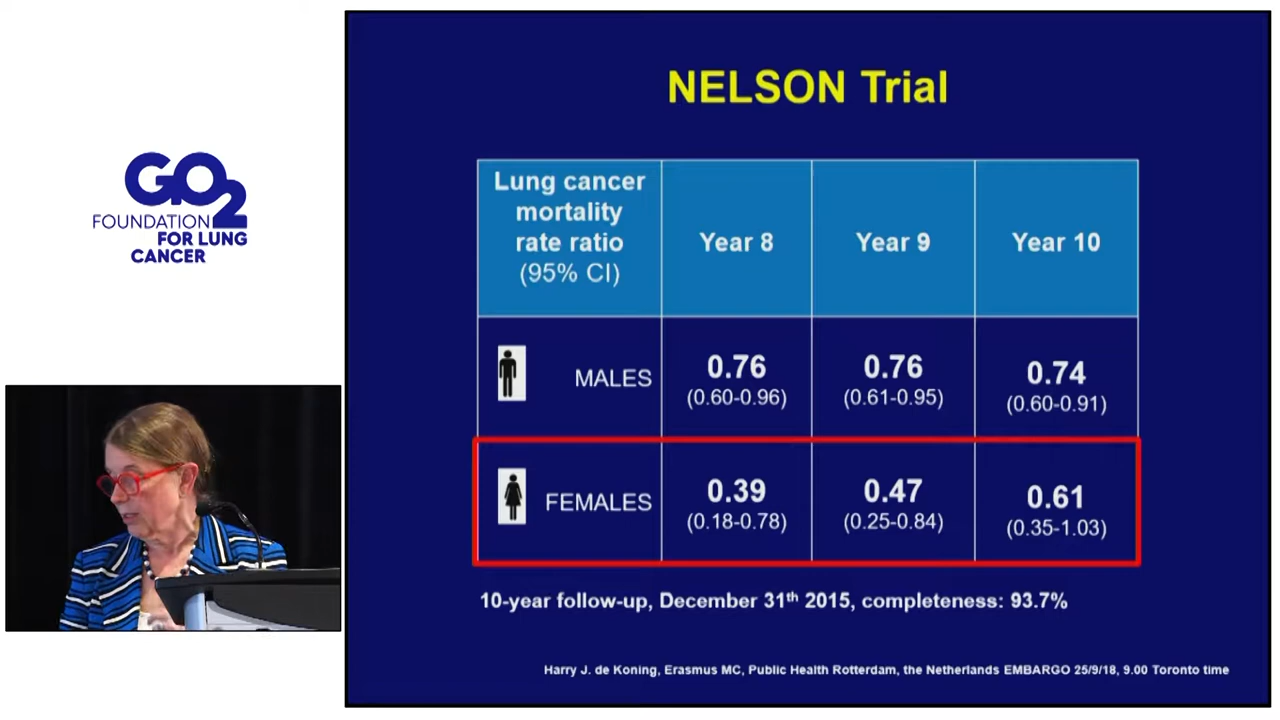 GO2
FOUNDATION
FOR LUNG
CANCER
NELSON Trial
Lung cancer
mortality
rate ratio
(95% CI)
Year 8
Year 9
Year 10
MALES
0.76
(0.60-0.96)
0.76
(0.61-0.95)
0.74
(0.60-0.91)
FEMALES
0.39
(0.18-0.78)
0.47
(0.25-0.84)
0.61
(0.35-1.03)
10-year follow-up, December 31th 2015, completeness: 93.7%
Harry J. de Koning, Erasmus MC, Public Health Rotterdam, the Netherlands EMBARGO 25/9/18, 9.00 Toronto time